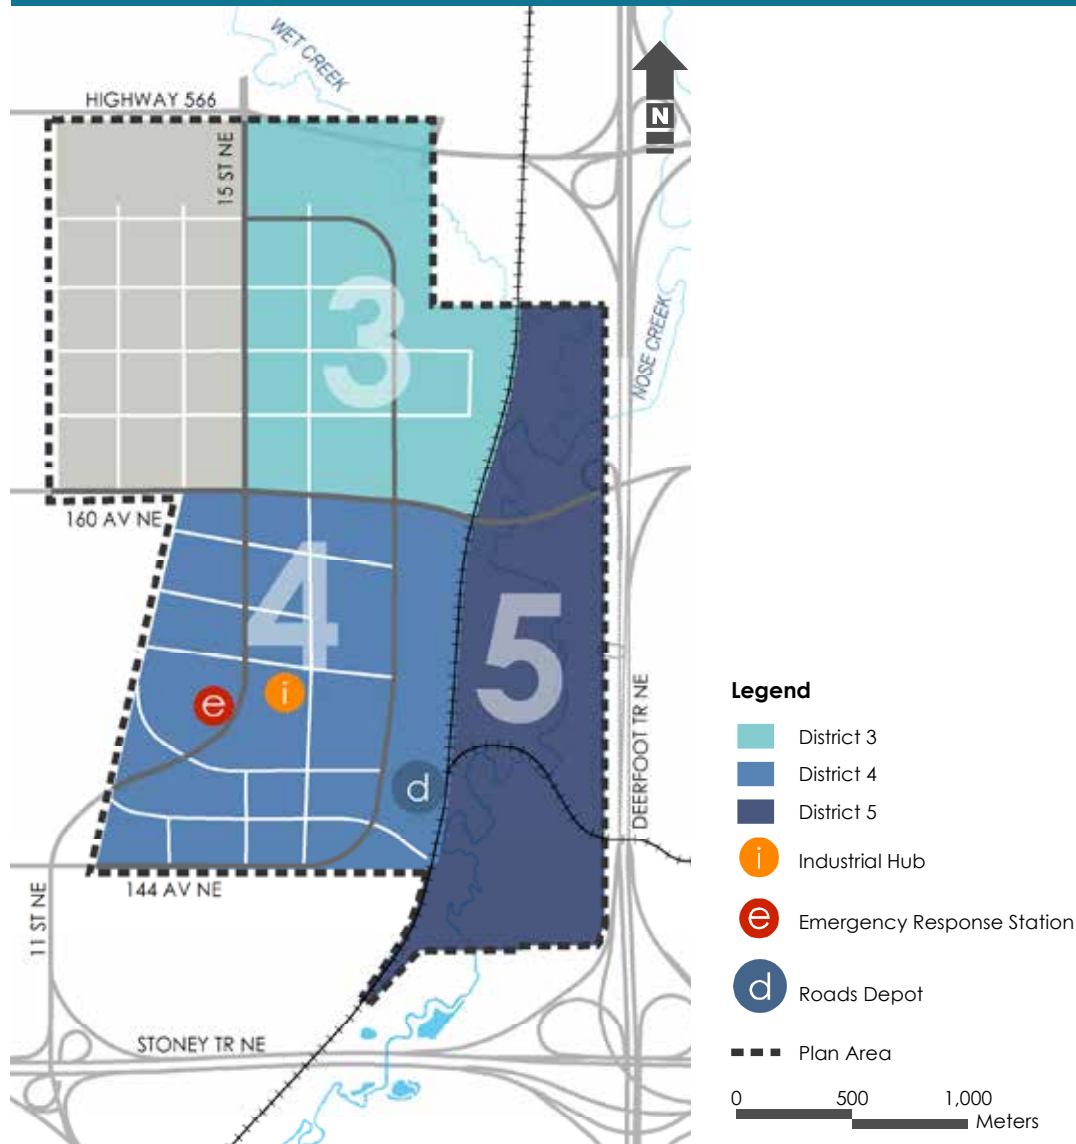 WET CREEK
HIGHWAY 566
N
15 ST NE
3
NOSE CREEK
160 AV NE
4
5
e
i
d
DEERFOOT TR NE
144 AV NE
11 ST NE
STONEY TR NE
Legend
District 3
District 4
District 5
i Industrial Hub
e Emergency Response Station
d Roads Depot
Plan Area
0 500 1,000
Meters